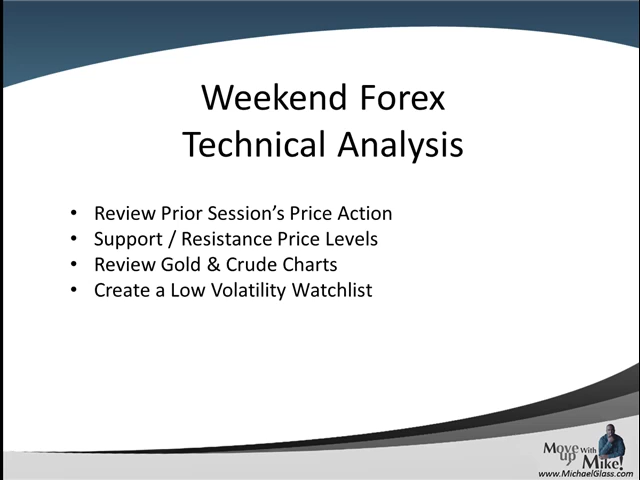 Weekend Forex
Technical Analysis
• Review Prior Session's Price Action
• Support / Resistance Price Levels
• Review Gold & Crude Charts
• Create a Low Volatility Watchlist
Move up With Mike!
www.MichaelGlass.com